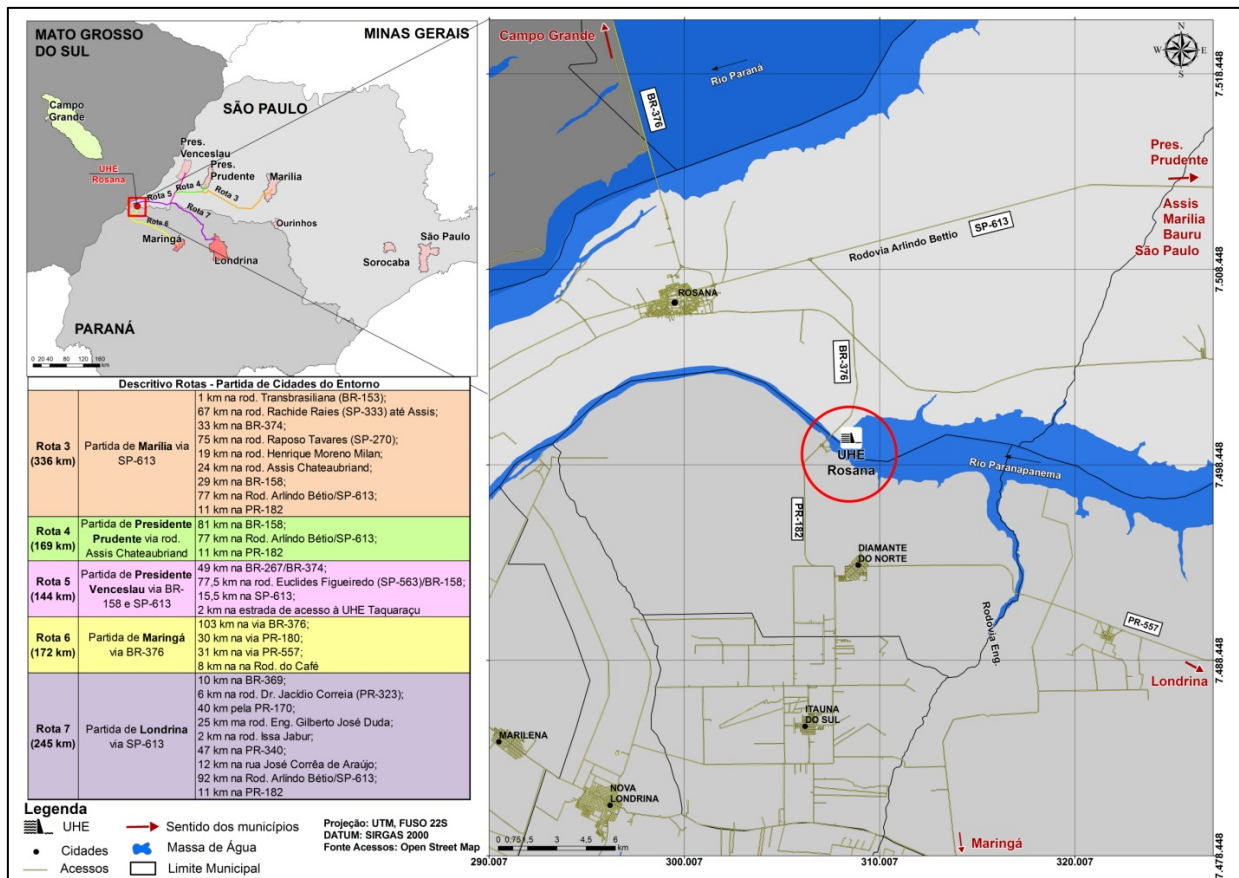 MATO GROSSO
DO SUL
MINAS GERAIS
SÃO PAULO
Campo
Grande
Pres.
Venceslau
Pres.
Prudente
Marília
UHE
Rosana
Rota 5
Rota 4
Rota 3
Rota 7
Rota 6
Ourinhos
Maringá
Londrina
São Paulo
Sorocaba
PARANÁ
km
0 20 40 80 120 160
Descritivo Rotas - Partida de Cidades do Entorno
Rota 3
(336 km)
Partida de Marília via
SP-613
1 km na rod. Transbrasiliana (BR-153);
67 km na rod. Rachide Raies (SP-333) até Assis;
33 km na BR-374;
75 km na rod. Raposo Tavares (SP-270);
19 km na rod. Henrique Moreno Milan;
24 km na rod. Assis Chateaubriand;
29 km na BR-158;
77 km na Rod. Arlíndo Bétio/SP-613;
11 km na PR-182
Rota 4
(169 km)
Partida de Presidente
Prudente via rod.
Assis Chateaubriand
81 km na BR-158;
77 km na Rod. Arlíndo Bétio/SP-613;
11 km na PR-182
Rota 5
(144 km)
Partida de Presidente
Venceslau via BR-
158 e SP-613
49 km na BR-267/BR-374;
77,5 km na rod. Euclides Figueiredo (SP-563)/BR-158;
15,5 km na SP-613;
2 km na estrada de acesso à UHE Taquaraçu
Rota 6
(172 km)
Partida de Maringá
via BR-376
103 km na via BR-376;
30 km na via PR-180;
31 km na via PR-557;
8 km na na Rod. do Café
Rota 7
(245 km)
Partida de Londrina
via SP-613
10 km na BR-369;
6 km na rod. Dr. Jacídio Correia (PR-323);
40 km pela PR-170;
25 km ma rod. Eng. Gilberto José Duda;
2 km na rod. Issa Jabur;
47 km na PR-340;
12 km na rua José Corrêa de Araújo;
92 km na Rod. Arlíndo Bétio/SP-613;
11 km na PR-182
Legenda
UHE
Sentido dos municípios
Cidades
Massa de Água
Acessos
Limite Municipal
Projeção: UTM, FUSO 22S
DATUM: SIRGAS 2000
Fonte Acessos: Open Street Map
Campo Grande
BR-376
Rio Paraná
N
W E
S
7.518.448
Pres.
Prudente
Assis
Marília
Bauru
São Paulo
SP-613
Rodovia Arlindo Bettio
7.508.448
ROSANA
BR-376
UHE
Rosana
Rio Paranapanema
7.498.448
PR-182
DIAMANTE
DO NORTE
Rodovia Eng.
PR-557
7.488.448
Londrina
ITAUNA
DO SUL
MARILENA
NOVA
LONDRINA
Maringá
0 0,75 1,5 3 4,5 6
km
7.478.448
290.007
300.007
310.007
320.007